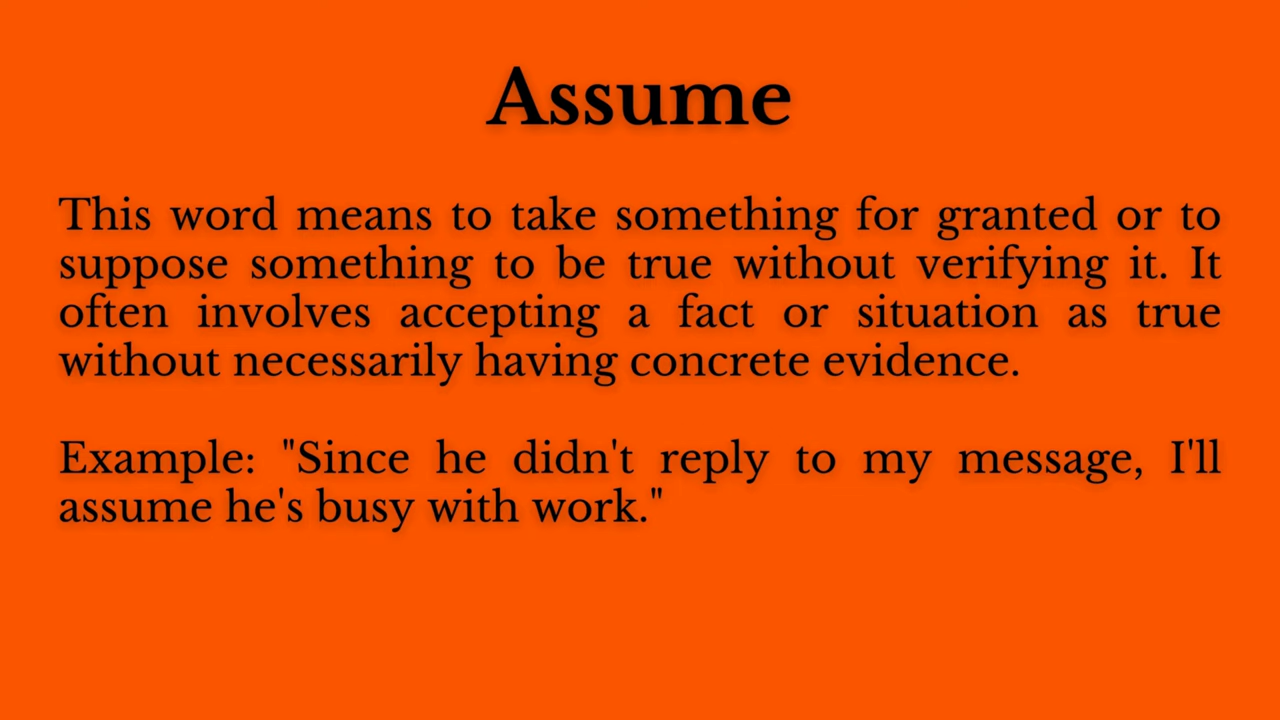 Assume
This word means to take something for granted or to
suppose something to be true without verifying it. It
often involves accepting a fact or situation as true
without necessarily having concrete evidence.
Example: "Since he didn't reply to my message, I'll
assume he's busy with work."